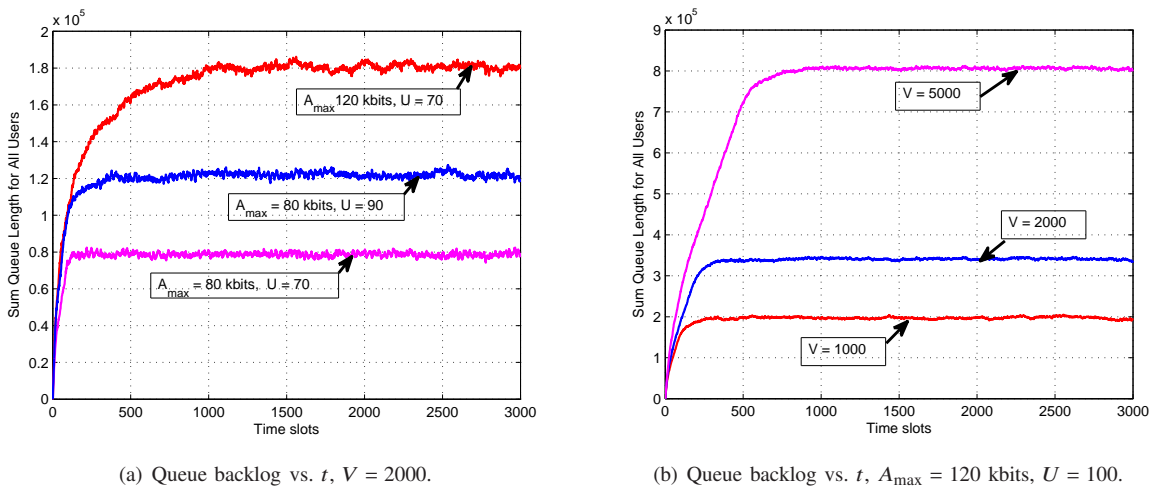 x 10^5
2
1.8
1.6
1.4
1.2
1
0.8
0.6
0.4
0.2
0
0 500 1000 1500 2000 2500 3000
Time slots
Sum Queue Length for All Users
A_max 120 kbits, U = 70
A_max = 80 kbits, U = 90
A_max = 80 kbits, U = 70
(a) Queue backlog vs. t, V = 2000.
x 10^5
9
8
7
6
5
4
3
2
1
0
0 500 1000 1500 2000 2500 3000
Time slots
Sum Queue Length for All Users
V = 5000
V = 2000
V = 1000
(b) Queue backlog vs. t, A_max = 120 kbits, U = 100.